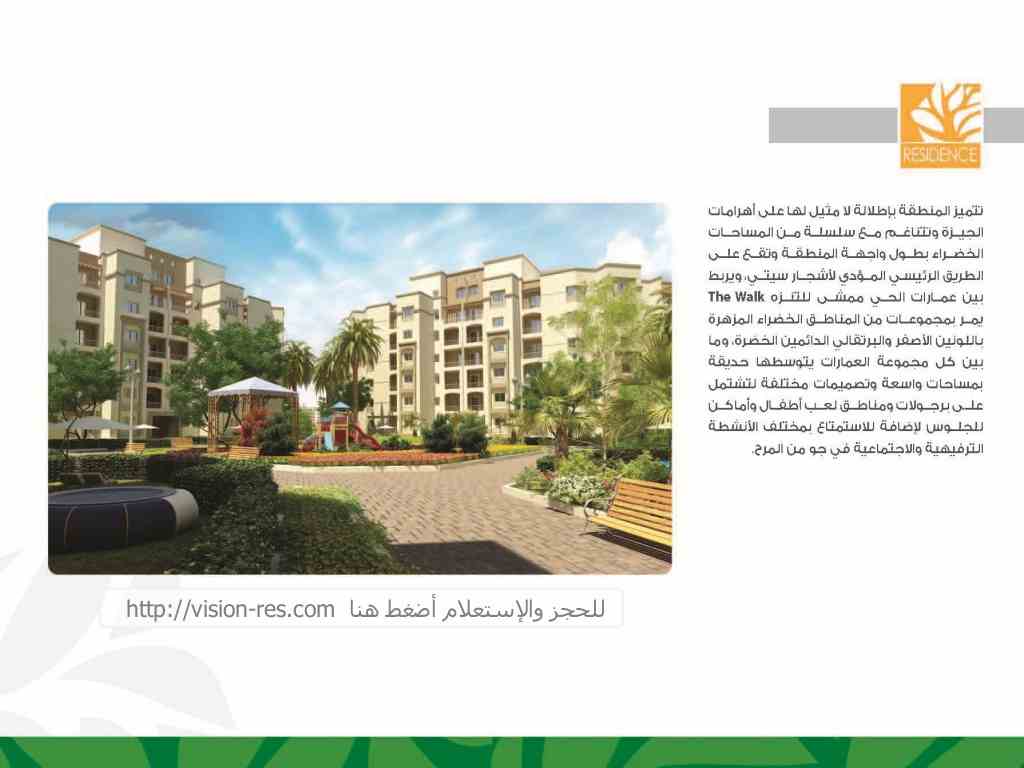 RESIDENCE
تتميز المنطقة بإطلالة لا مثيل لها على أهرامات
الجيزة وتتناغم مع سلسلة من المساحات
الخضراء بطول واجهة المنطقة وتقع على
الطريق الرئيسي المؤدي لأشجار سيتي، ويربط
بين عمارات الحي ممشى للتنزه The Walk
يمر بمجموعات من المناطق الخضراء المزهرة
باللونين الأصفر والبرتقالي الدائمين الخضرة، وما
بين كل مجموعة العمارات يتوسطها حديقة
بمساحات واسعة وتصميمات مختلفة لتشتمل
على برجولات ومناطق لعب أطفال وأماكن
للجلوس لإضافة للاستمتاع بمختلف الأنشطة
الترفيهية والاجتماعية في جو من المرح.
للحجز والإستعلام أضغط هنا http://vision-res.com